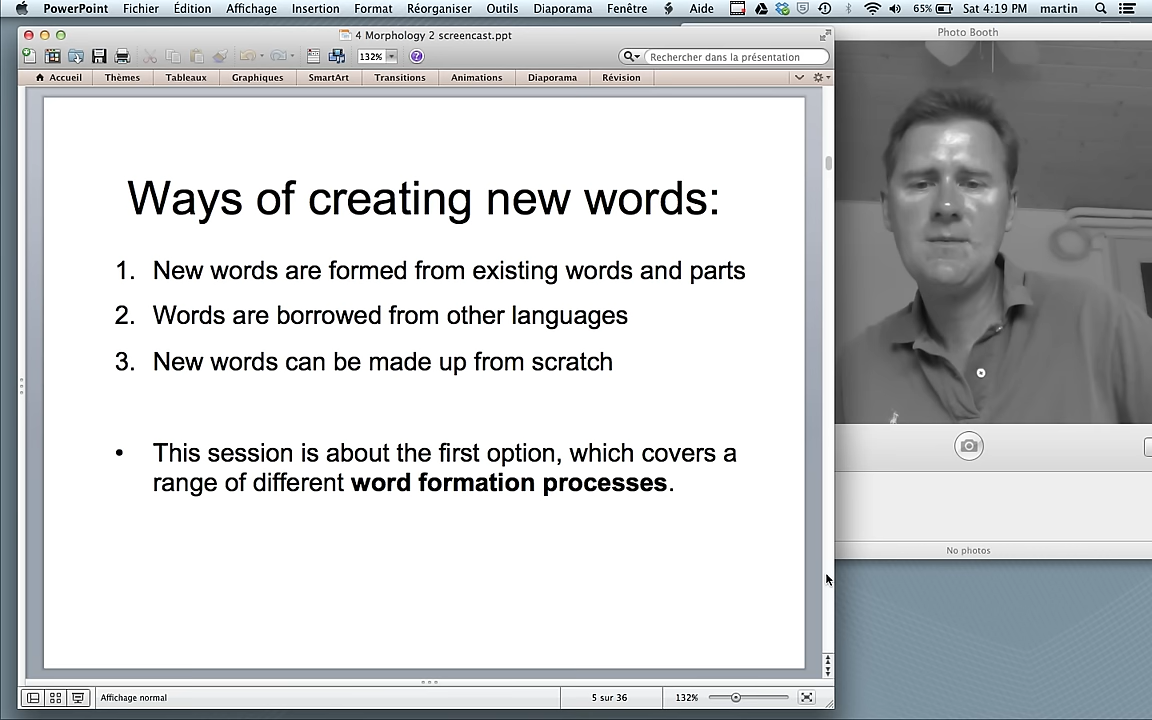 PowerPoint Fichier Édition Affichage Insertion Format Réorganiser Outils Diaporama Fenêtre Aide 65% Sat 4:19 PM martin
4 Morphology 2 screencast.ppt
Photo Booth
132% Rechercher dans la présentation
Accueil Thèmes Tableaux Graphiques SmartArt Transitions Animations Diaporama Révision
Ways of creating new words:
1. New words are formed from existing words and parts
2. Words are borrowed from other languages
3. New words can be made up from scratch
• This session is about the first option, which covers a
range of different word formation processes.
No photos
Affichage normal 5 sur 36 132%